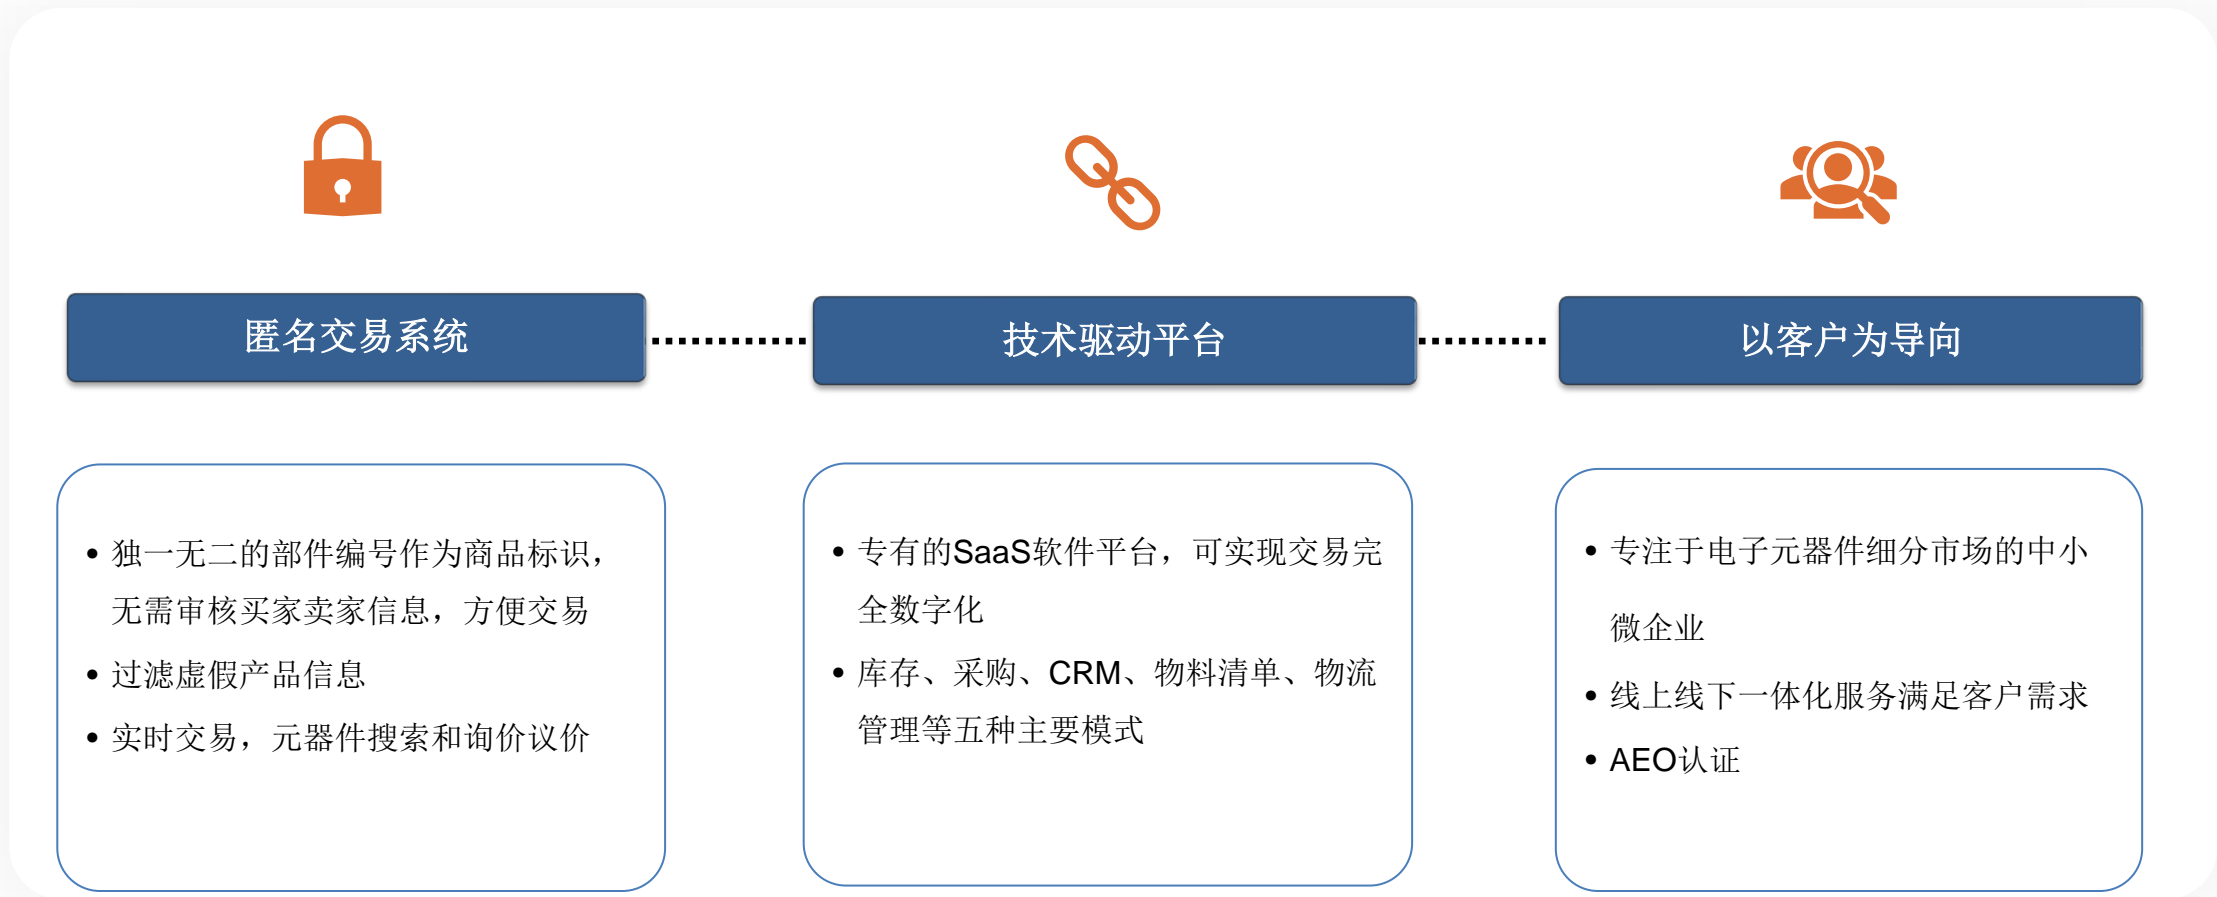 匿名交易系统
技术驱动平台
以客户为导向
• 独一无二的部件编号作为商品标识，
无需审核买家卖家信息，方便交易
• 过滤虚假产品信息
• 实时交易，元器件搜索和询价议价
• 专有的SaaS软件平台，可实现交易完
全数字化
• 库存、采购、CRM、物料清单、物流
管理等五种主要模式
• 专注于电子元器件细分市场的中小
微企业
• 线上线下一体化服务满足客户需求
• AEO认证